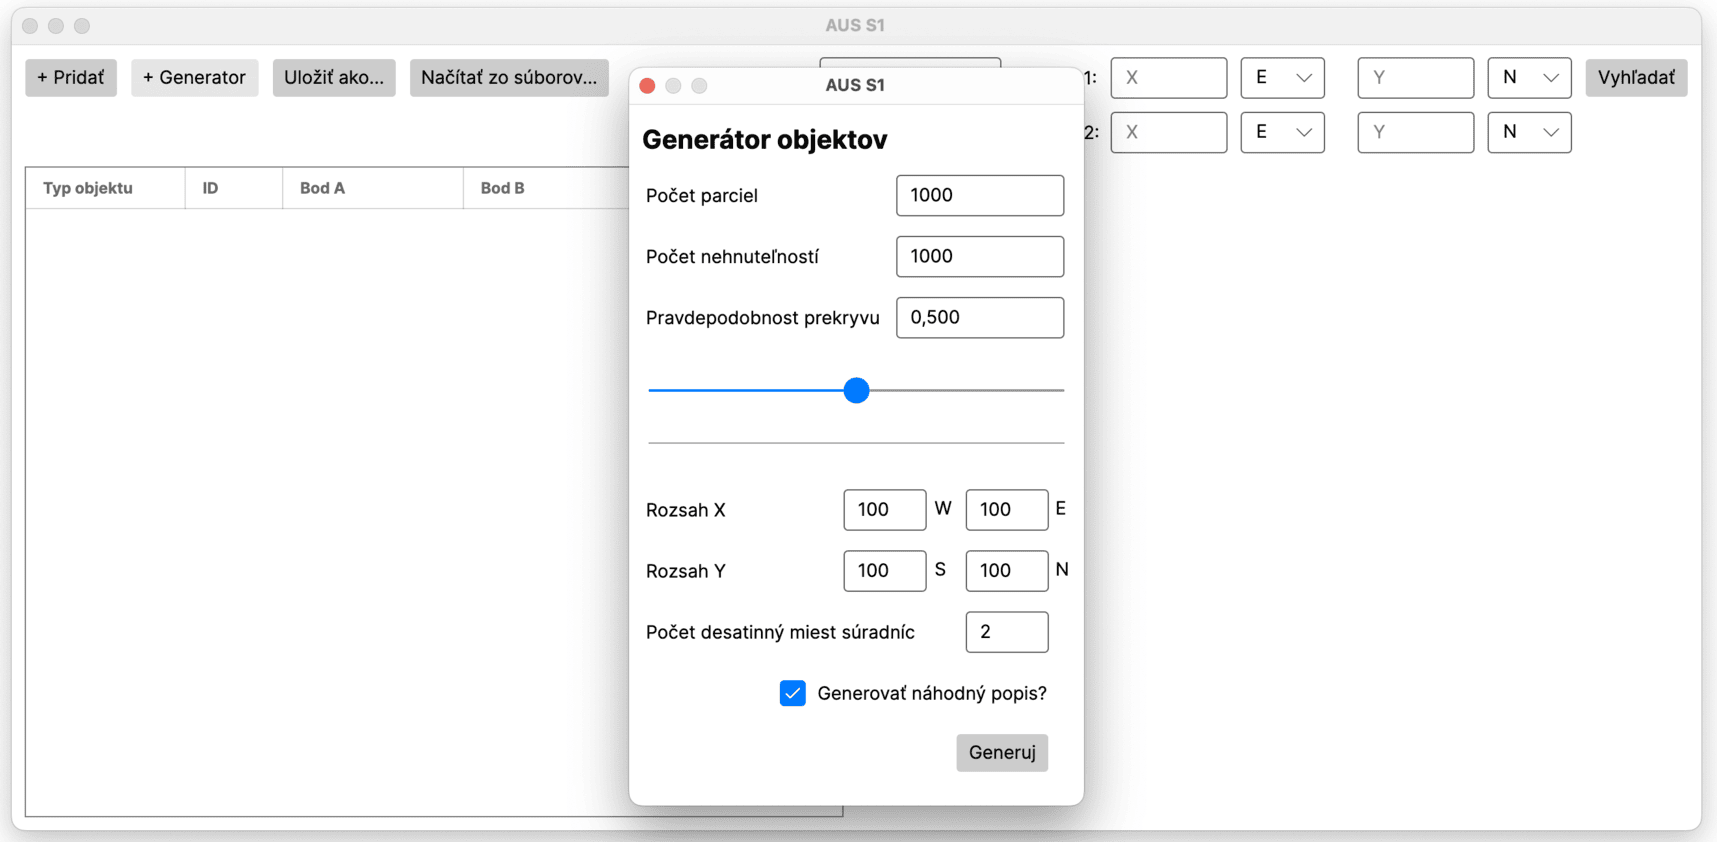 AUS S1
+ Pridať
+ Generator
Uložiť ako...
Načítať zo súborov...
1:
X
E
Y
N
Vyhľadať
2:
X
E
Y
N
Typ objektu
ID
Bod A
Bod B
AUS S1
Generátor objektov
Počet parciel
1000
Počet nehnuteľností
1000
Pravdepodobnost prekryvu
0,500
Rozsah X
100
W
100
E
Rozsah Y
100
S
100
N
Počet desatinný miest súradníc
2
Generovať náhodný popis?
Generuj